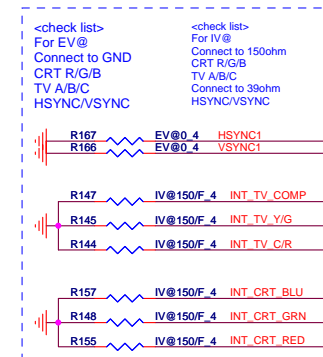 <check list>
For EV@
Connect to GND
CRT R/G/B
TV A/B/C
HSYNC/VSYNC
<check list>
For IV@
Connect to 150ohm
CRT R/G/B
TV A/B/C
Connect to 39ohm
HSYNC/VSYNC
R167 EV@0_4 HSYNC1
R166 EV@0_4 VSYNC1
R147 IV@150/F_4 INT_TV_COMP
R145 IV@150/F_4 INT_TV_Y/G
R144 IV@150/F_4 INT_TV_C/R
R157 IV@150/F_4 INT_CRT_BLU
R148 IV@150/F_4 INT_CRT_GRN
R155 IV@150/F_4 INT_CRT_RED